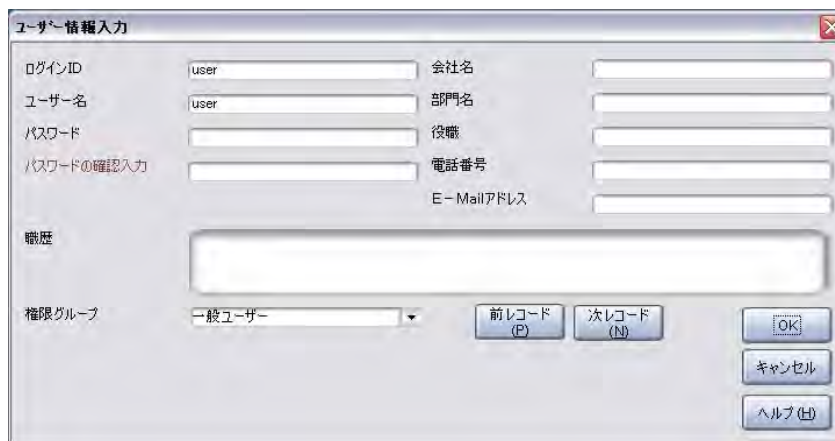 ユーザー情報入力
ログインID user 会社名
ユーザー名 user 部門名
パスワード 役職
パスワードの確認入力 電話番号
E-Mailアドレス
職歴
権限グループ 一般ユーザー 前レコード(P) 次レコード(N) OK
キャンセル
ヘルプ(H)